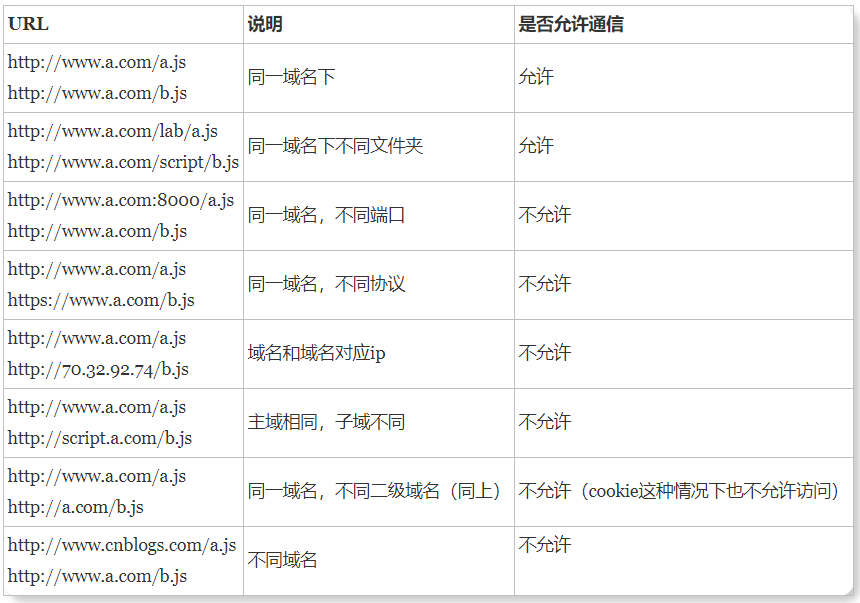 URL 说明 是否允许通信
http://www.a.com/a.js
http://www.a.com/b.js
同一域名下
允许
http://www.a.com/lab/a.js
http://www.a.com/script/b.js
同一域名下不同文件夹
允许
http://www.a.com:8000/a.js
http://www.a.com/b.js
同一域名，不同端口
不允许
http://www.a.com/a.js
https://www.a.com/b.js
同一域名，不同协议
不允许
http://www.a.com/a.js
http://70.32.92.74/b.js
域名和域名对应ip
不允许
http://www.a.com/a.js
http://script.a.com/b.js
主域相同，子域不同
不允许
http://www.a.com/a.js
http://a.com/b.js
同一域名，不同二级域名（同上）
不允许（cookie这种情况下也不允许访问）
http://www.cnblogs.com/a.js
http://www.a.com/b.js
不同域名
不允许